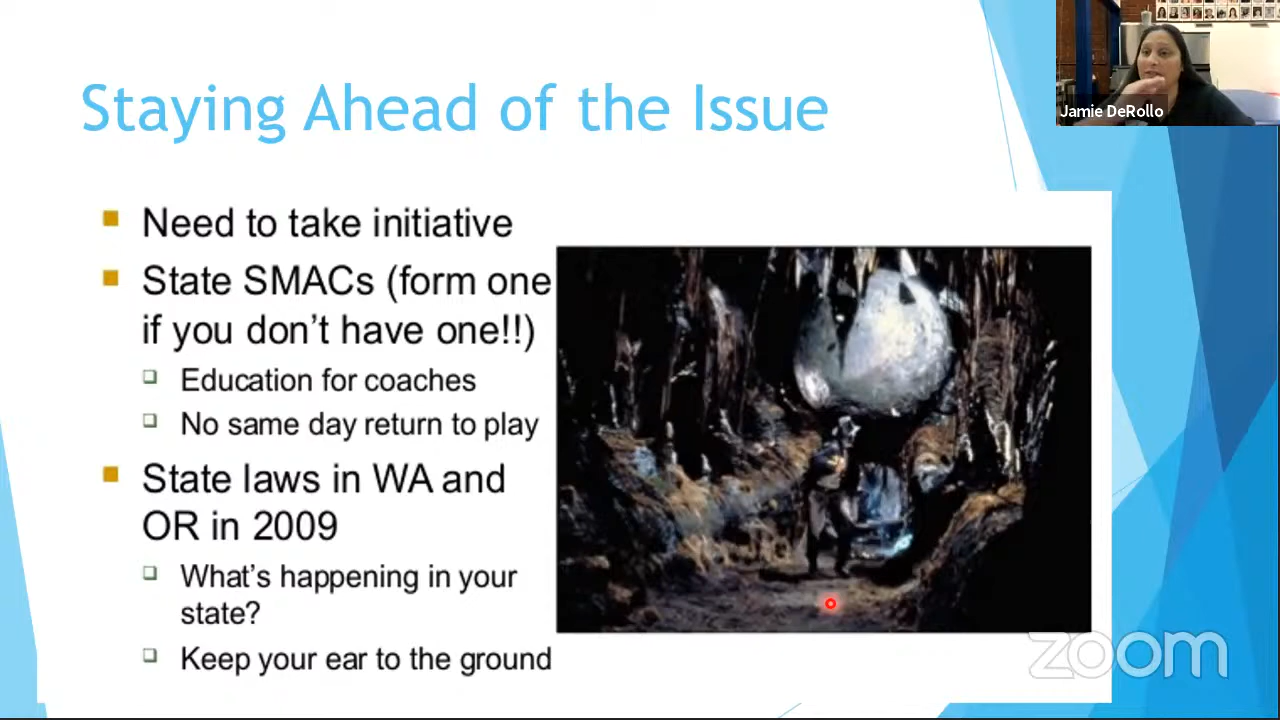 Jamie DeRollo
Staying Ahead of the Issue
Need to take initiative
State SMACs (form one
if you don't have one!!)
Education for coaches
No same day return to play
State laws in WA and
OR in 2009
What's happening in your
state?
Keep your ear to the ground
zoom